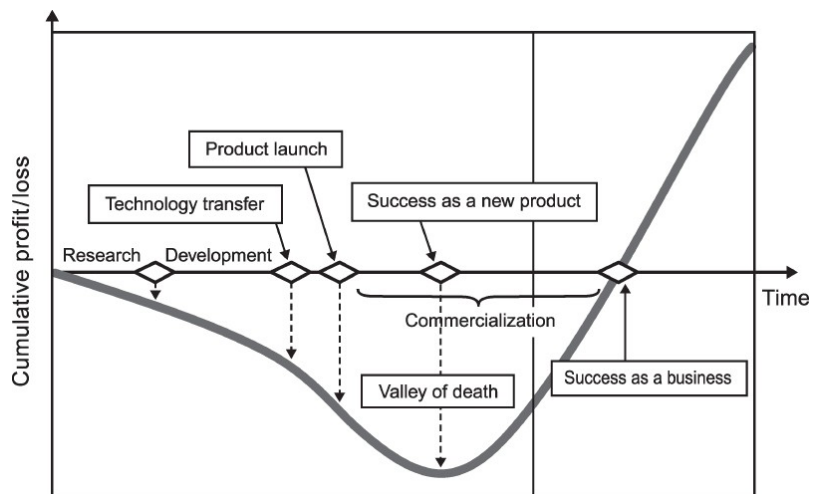 Product launch
Technology transfer
Success as a new product
Research
Development
Cumulative profit/loss
Time
Commercialization
Valley of death
Success as a business